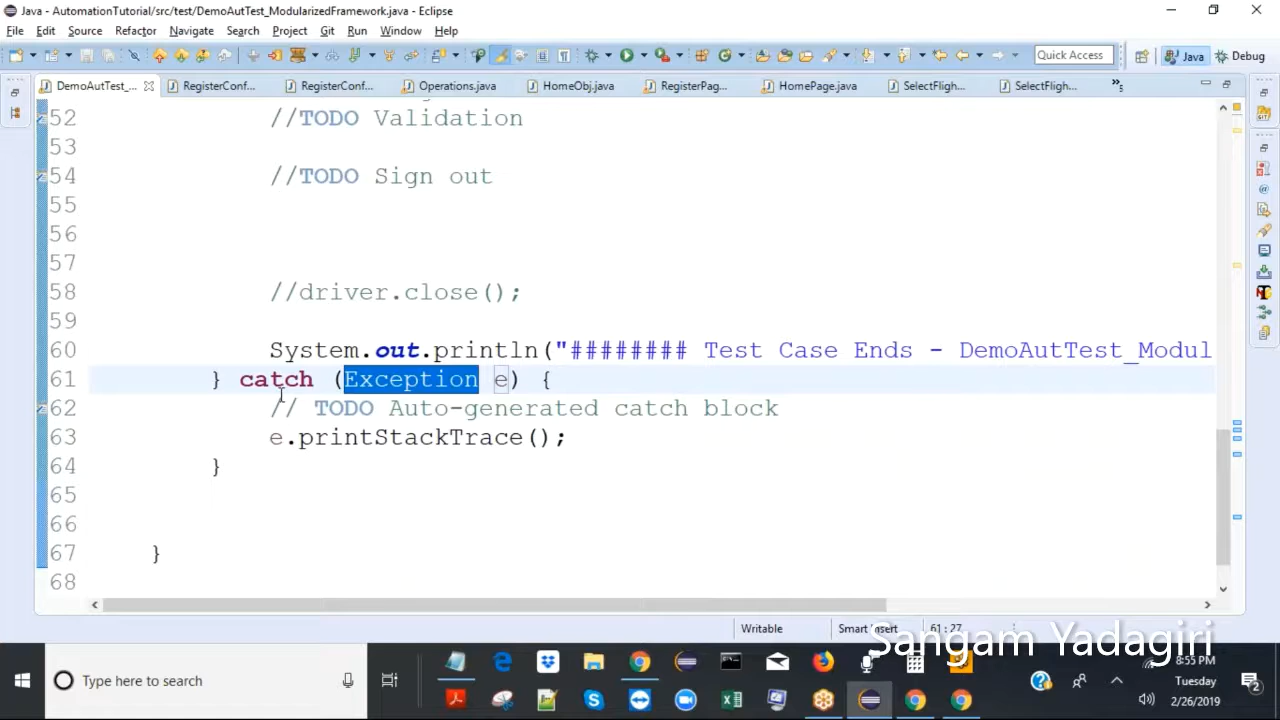 Java - AutomationTutorial/src/test/DemoAutTest_ModularizedFramework.java - Eclipse
File Edit Source Refactor Navigate Search Project Git Run Window Help
Quick Access Java Debug
DemoAutTest_... RegisterConf... RegisterConf... Operations.java HomeObj.java RegisterPag... HomePage.java SelectFligh... SelectFligh... »5
52 //TODO Validation
53
54 //TODO Sign out
55
56
57
58 //driver.close();
59
60 System.out.println("######## Test Case Ends - DemoAutTest_Modul
61 } catch (Exception e) {
62 // TODO Auto-generated catch block
63 e.printStackTrace();
64 }
65
66
67 }
68
Writable Smart Insert 61 : 27
Sangam Yadagiri
Type here to search
8:55 PM
Tuesday
2/26/2019
2